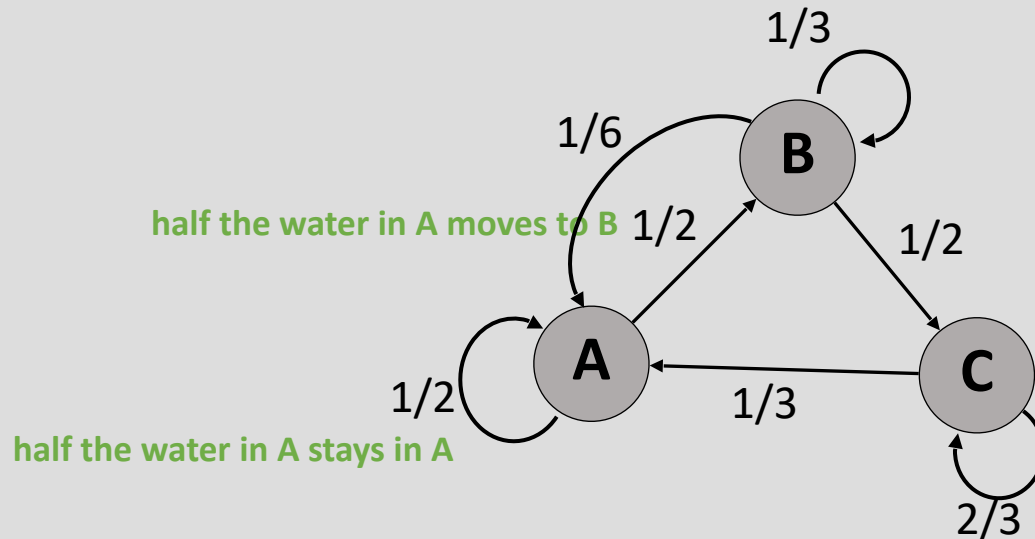 1/3
B
1/6
half the water in A moves to B
1/2
1/2
A
C
1/2
1/3
half the water in A stays in A
2/3